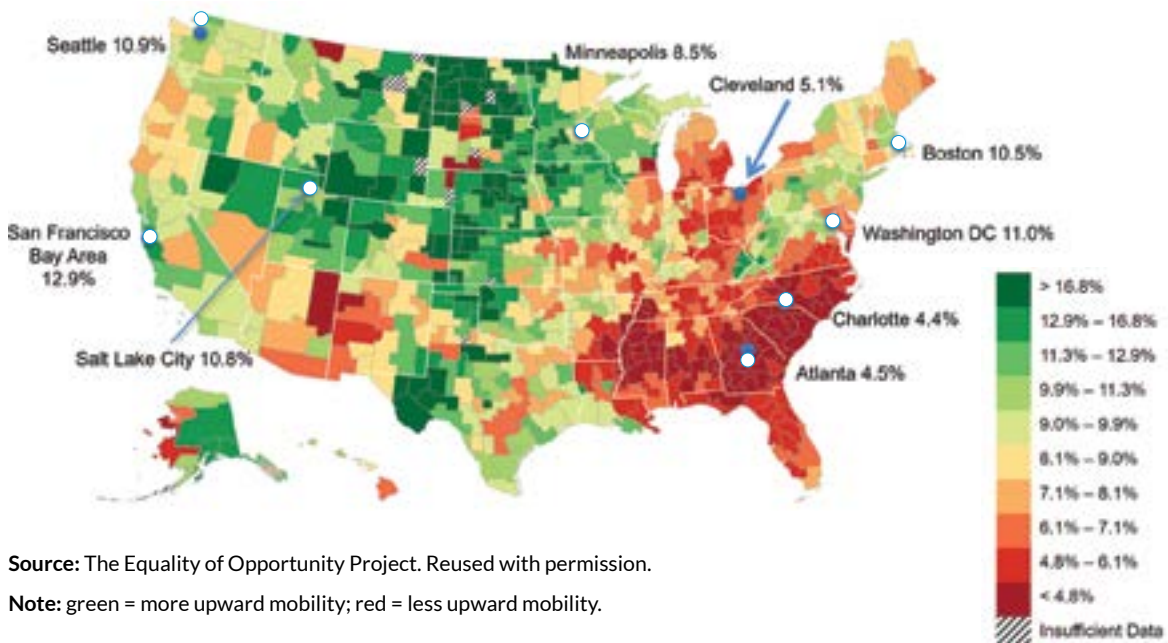 Seattle 10.9%
Minneapolis 8.5%
Cleveland 5.1%
Boston 10.5%
San Francisco
Bay Area
12.9%
Washington DC 11.0%
Charlotte 4.4%
Salt Lake City 10.8%
Atlanta 4.5%
> 16.8%
12.9% – 16.8%
11.3% – 12.9%
9.9% – 11.3%
9.0% – 9.9%
8.1% – 9.0%
7.1% – 8.1%
6.1% – 7.1%
4.8% – 6.1%
< 4.8%
Insufficient Data
Source: The Equality of Opportunity Project. Reused with permission.
Note: green = more upward mobility; red = less upward mobility.